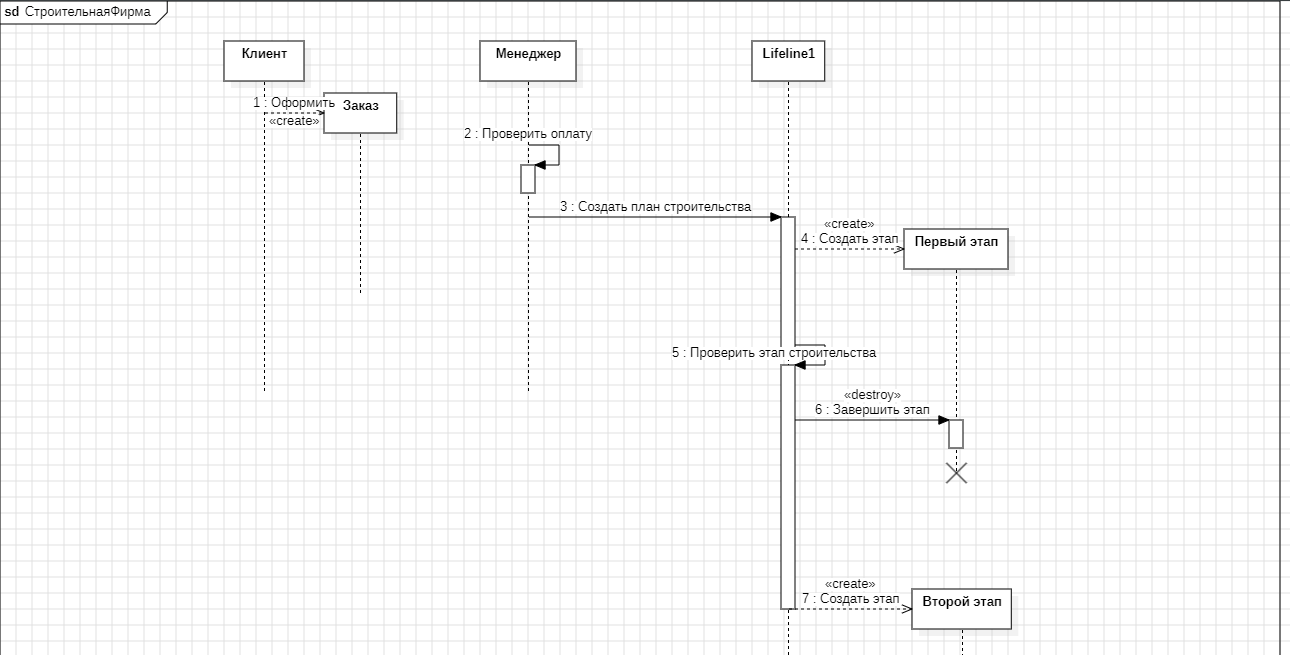 sd СтроительнаяФирма
Клиент
Менеджер
Lifeline1
1 : Оформить
«create»
Заказ
2 : Проверить оплату
3 : Создать план строительства
«create»
4 : Создать этап
Первый этап
5 : Проверить этап строительства
«destroy»
6 : Завершить этап
«create»
7 : Создать этап
Второй этап